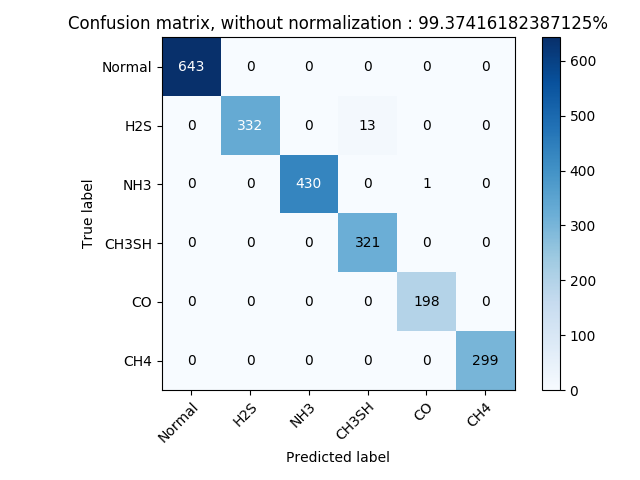 Confusion matrix, without normalization : 99.37416182387125%
Normal 643 0 0 0 0 0
H2S 0 332 0 13 0 0
NH3 0 0 430 0 1 0
CH3SH 0 0 0 321 0 0
CO 0 0 0 0 198 0
CH4 0 0 0 0 0 299
Normal H2S NH3 CH3SH CO CH4
Predicted label
True label
600
500
400
300
200
100
0